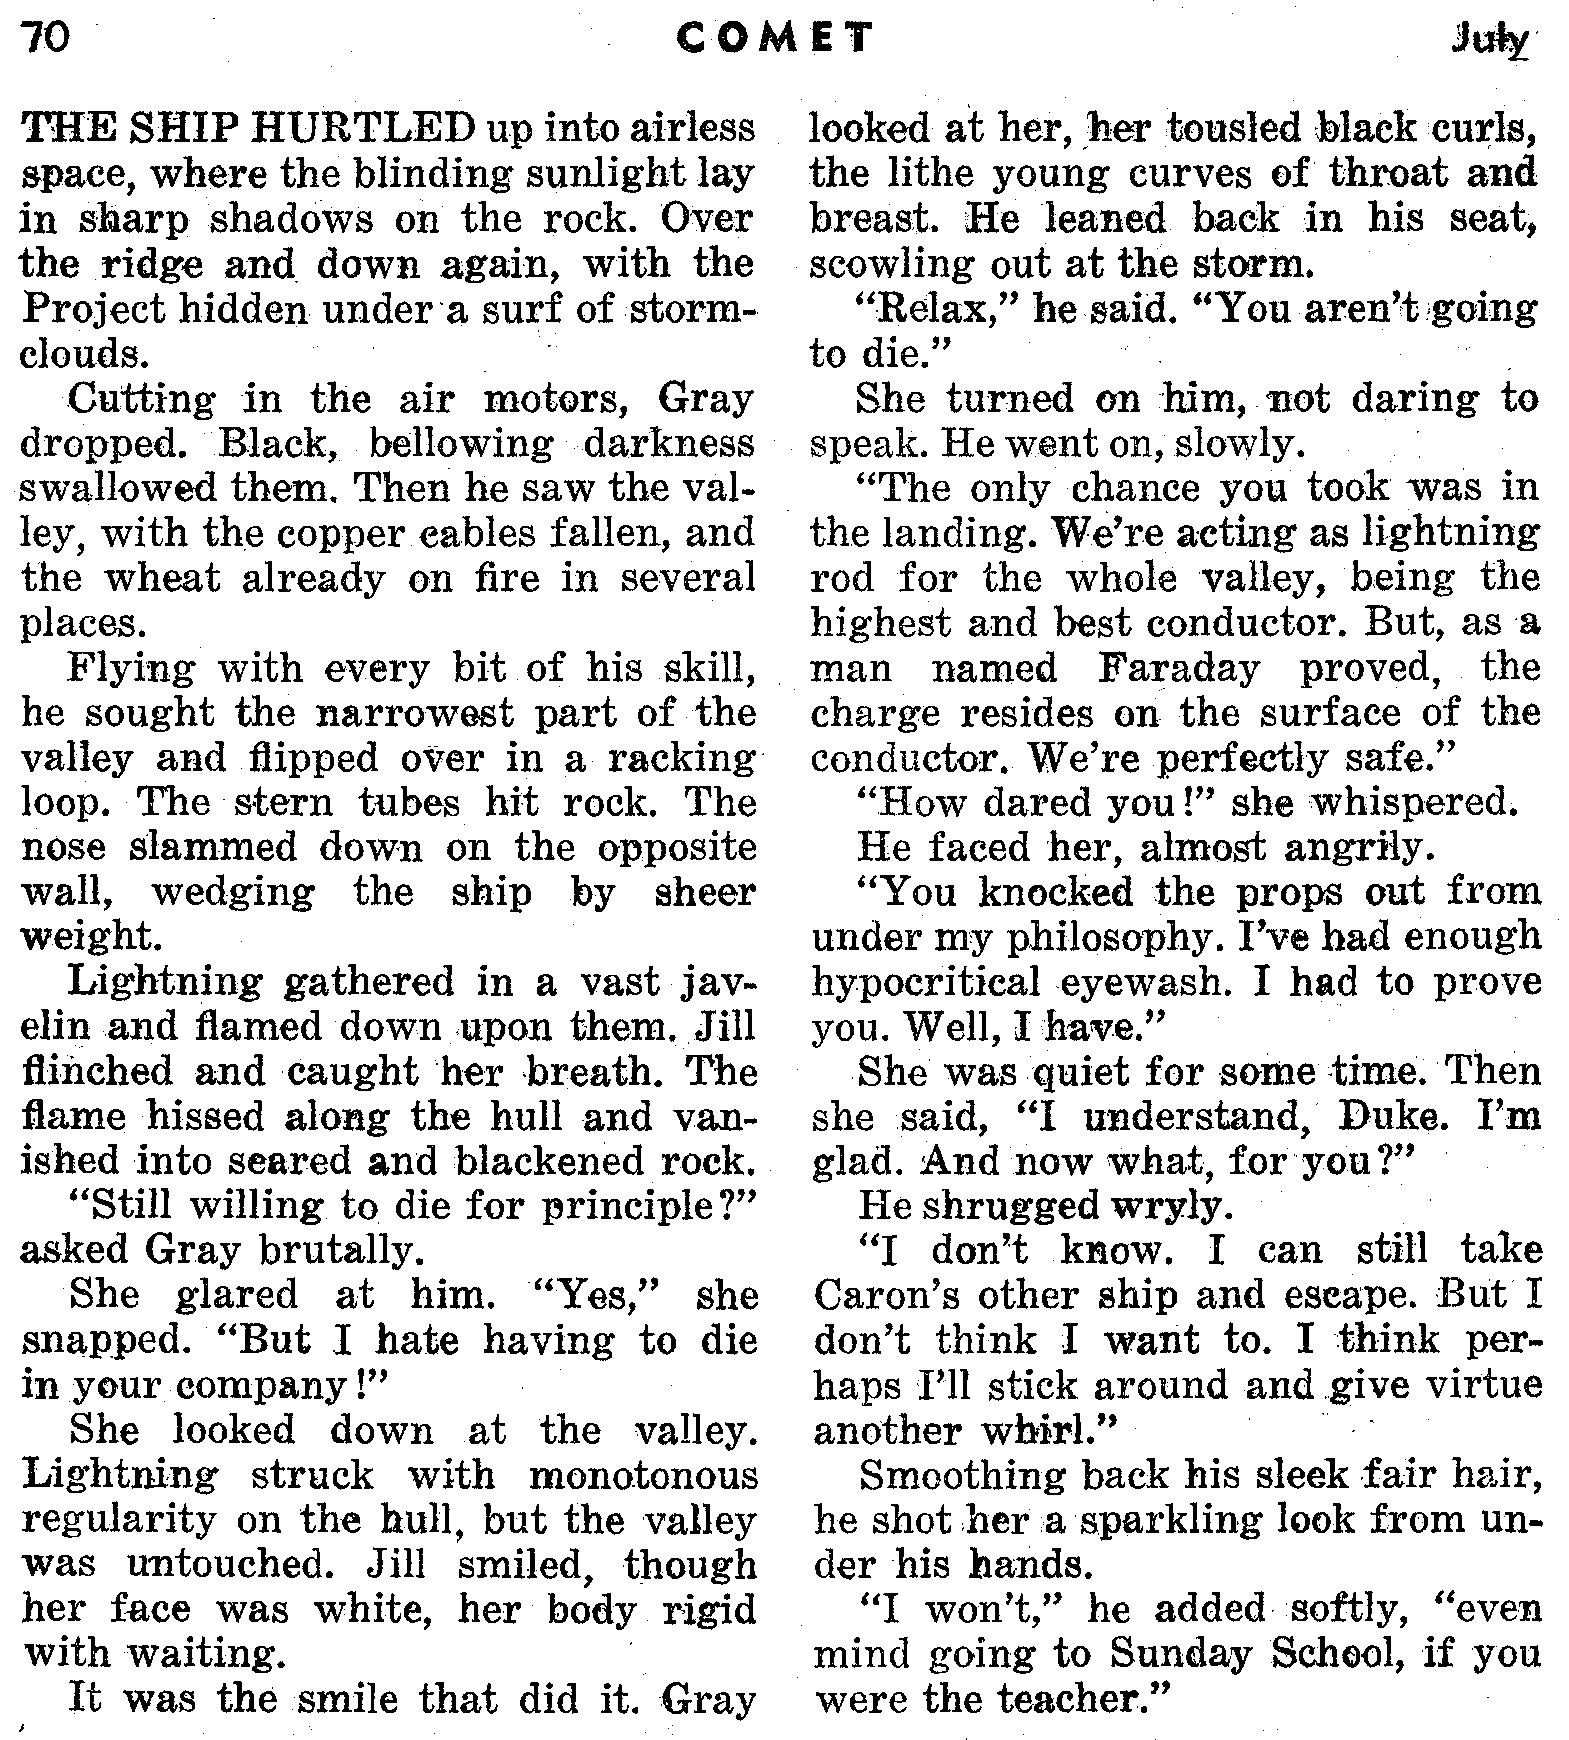 70 COMET July
THE SHIP HURTLED up into airless
space, where the blinding sunlight lay
in sharp shadows on the rock. Over
the ridge and down again, with the
Project hidden under a surf of storm-
clouds.
Cutting in the air motors, Gray
dropped. Black, bellowing darkness
swallowed them. Then he saw the val-
ley, with the copper cables fallen, and
the wheat already on fire in several
places.
Flying with every bit of his skill,
he sought the narrowest part of the
valley and flipped over in a racking
loop. The stern tubes hit rock. The
nose slammed down on the opposite
wall, wedging the ship by sheer
weight.
Lightning gathered in a vast jav-
elin and flamed down upon them. Jill
flinched and caught her breath. The
flame hissed along the hull and van-
ished into seared and blackened rock.
“Still willing to die for principle?”
asked Gray brutally.
She glared at him. “Yes,” she
snapped. “But I hate having to die
in your company!”
She looked down at the valley.
Lightning struck with monotonous
regularity on the hull, but the valley
was untouched. Jill smiled, though
her face was white, her body rigid
with waiting.
It was the smile that did it. Gray
looked at her, her tousled black curls,
the lithe young curves of throat and
breast. He leaned back in his seat,
scowling out at the storm.
“Relax,” he said. “You aren’t going
to die.”
She turned on him, not daring to
speak. He went on, slowly.
“The only chance you took was in
the landing. We’re acting as lightning
rod for the whole valley, being the
highest and best conductor. But, as a
man named Faraday proved, the
charge resides on the surface of the
conductor. We’re perfectly safe.”
“How dared you!” she whispered.
He faced her, almost angrily.
“You knocked the props out from
under my philosophy. I’ve had enough
hypocritical eyewash. I had to prove
you. Well, I have.”
She was quiet for some time. Then
she said, “I understand, Duke. I’m
glad. And now what, for you?”
He shrugged wryly.
“I don’t know. I can still take
Caron’s other ship and escape. But I
don’t think I want to. I think per-
haps I’ll stick around and give virtue
another whirl.”
Smoothing back his sleek fair hair,
he shot her a sparkling look from un-
der his hands.
“I won’t,” he added softly, “even
mind going to Sunday School, if you
were the teacher.”